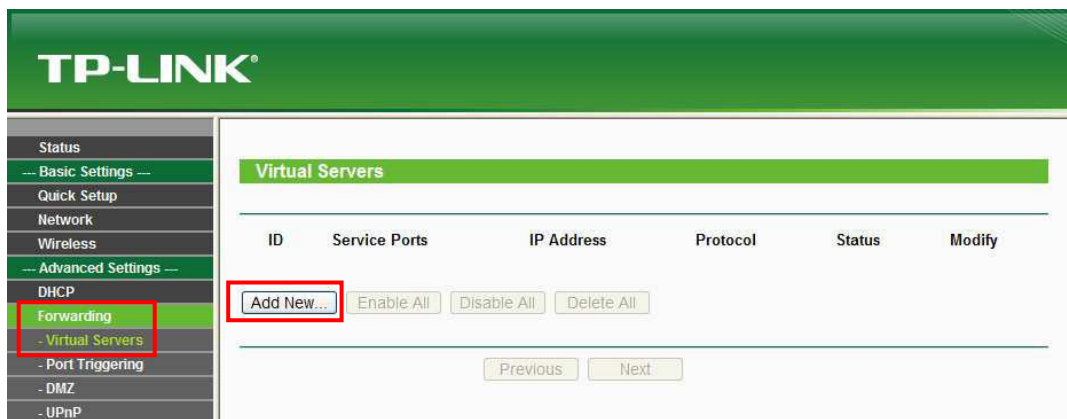 TP-LINK®
Status
--- Basic Settings ---
Quick Setup
Network
Wireless
--- Advanced Settings ---
DHCP
Forwarding
- Virtual Servers
- Port Triggering
- DMZ
- UPnP
Virtual Servers
ID Service Ports IP Address Protocol Status Modify
Add New... Enable All Disable All Delete All
Previous Next